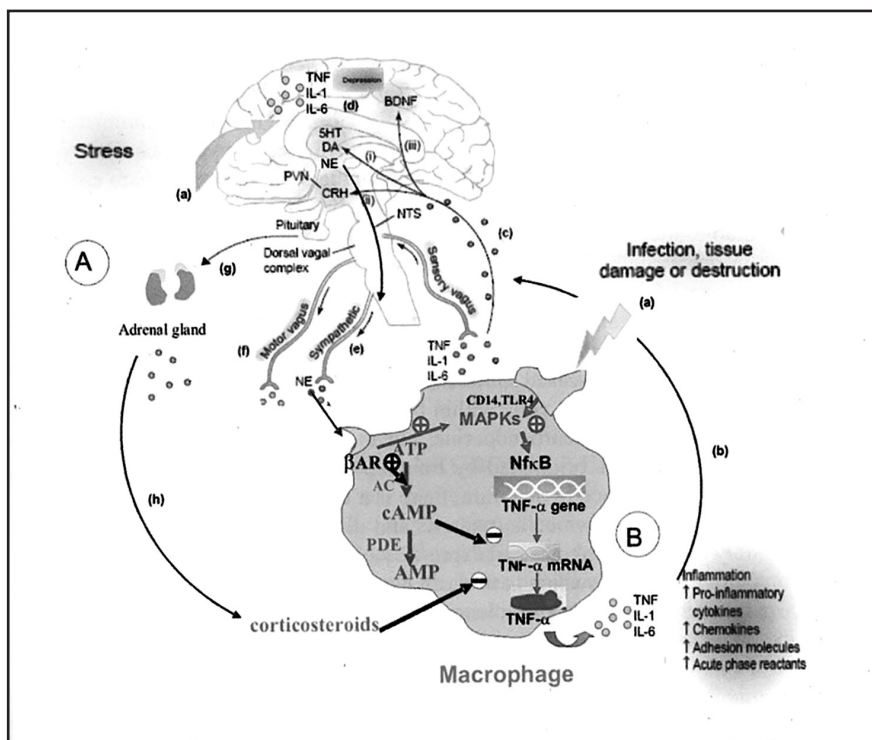 TNF
IL-1
IL-6
Depression
(d)
BDNF
Stress
(a)
5HT
DA
NE
(i)
(iii)
PVN
CRH
(ii)
NTS
(c)
Pituitary
A
(g)
Dorsal vagal
complex
Sensory vagus
Infection, tissue
damage or destruction
(a)
Adrenal gland
Motor vagus
(f)
Sympathetic
(e)
NE
TNF
IL-1
IL-6
CD14,TLR4
MAPKs
(b)
ATP
βAR
AC
NfκB
TNF-α gene
cAMP
PDE
AMP
TNF-α mRNA
TNF-α
(h)
B
TNF
IL-1
IL-6
Inflammation
↑ Pro-inflammatory
cytokines
↑ Chemokines
↑ Adhesion molecules
↑ Acute phase reactants
corticosteroids
Macrophage